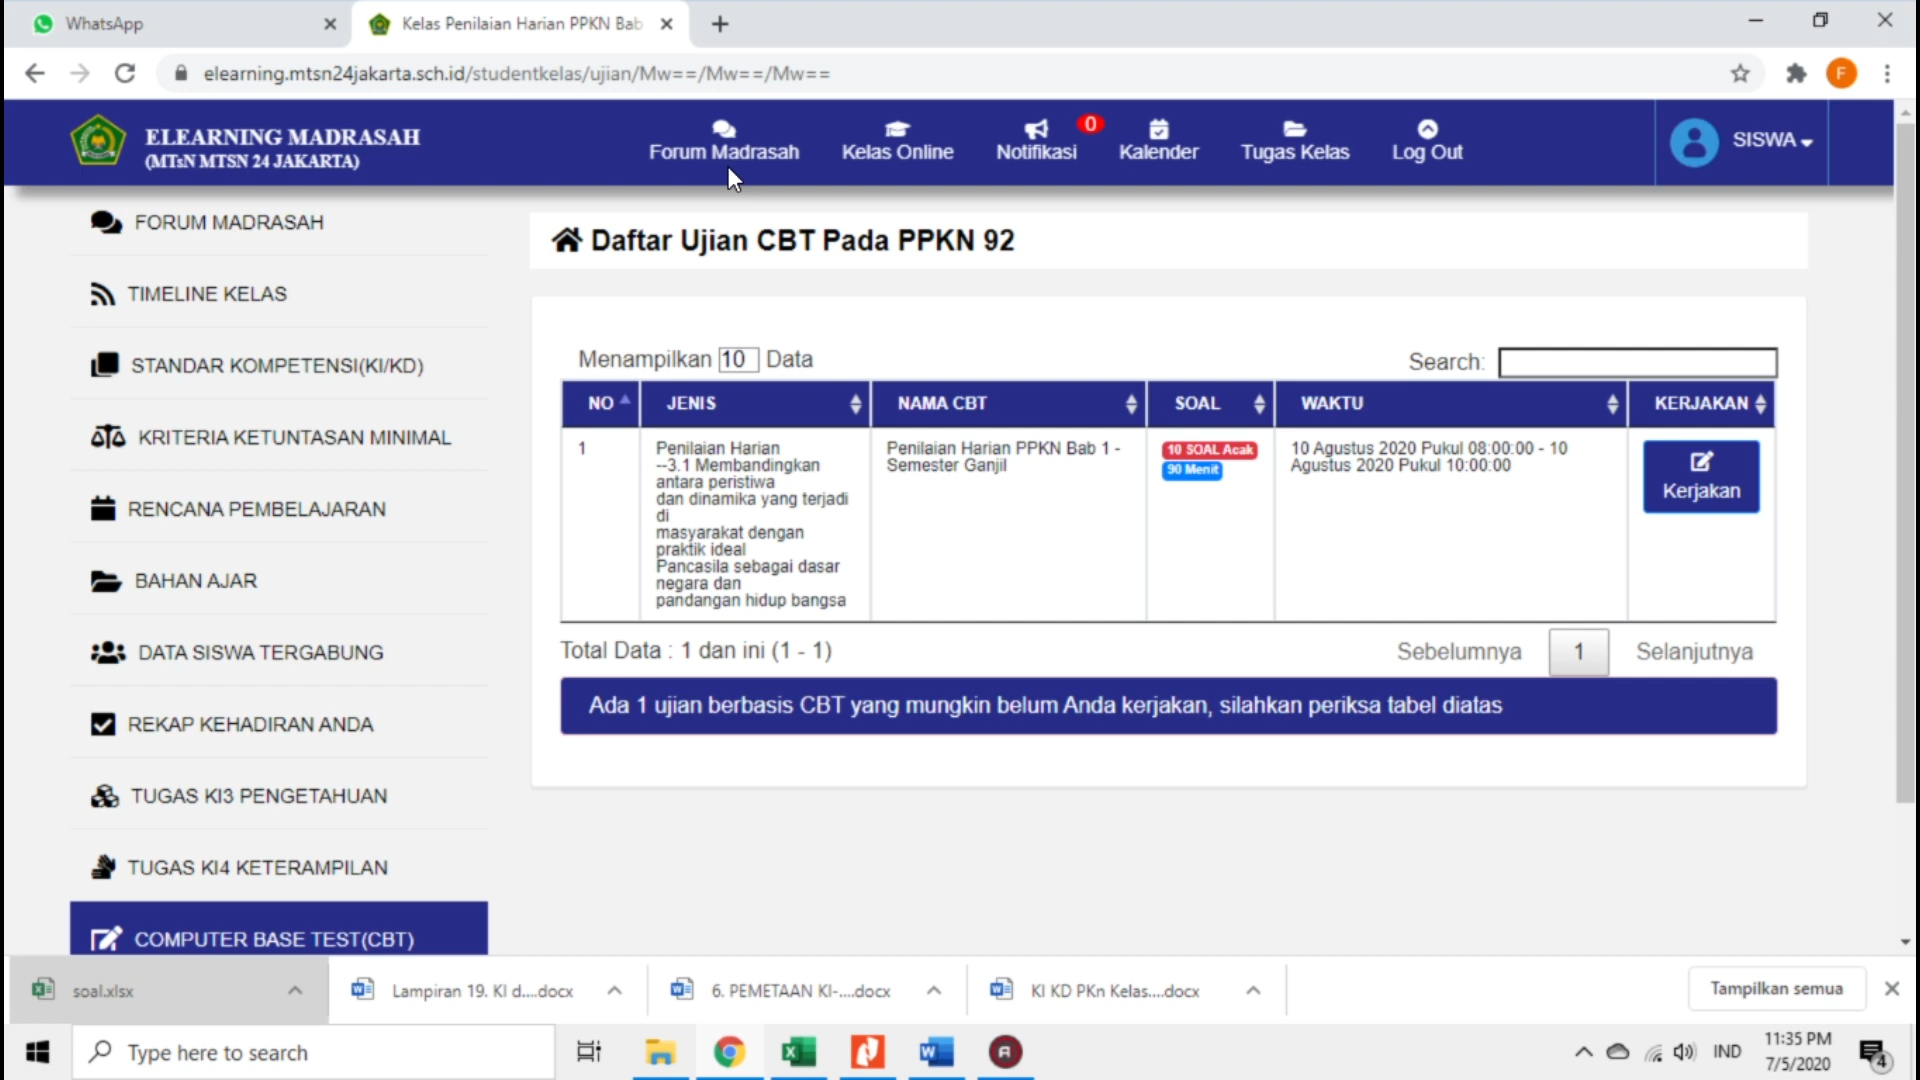 WhatsApp
Kelas Penilaian Harian PPKN Bab
elearning.mtsn24jakarta.sch.id/studentkelas/ujian/Mw==/Mw==/Mw==
F
ELEARNING MADRASAH
(MTsN MTSN 24 JAKARTA)
Forum Madrasah
Kelas Online
0
Notifikasi
Kalender
Tugas Kelas
Log Out
SISWA
FORUM MADRASAH
TIMELINE KELAS
STANDAR KOMPETENSI(KI/KD)
KRITERIA KETUNTASAN MINIMAL
RENCANA PEMBELAJARAN
BAHAN AJAR
DATA SISWA TERGABUNG
REKAP KEHADIRAN ANDA
TUGAS KI3 PENGETAHUAN
TUGAS KI4 KETERAMPILAN
COMPUTER BASE TEST(CBT)
Daftar Ujian CBT Pada PPKN 92
Menampilkan 10 Data
Search:
NO JENIS NAMA CBT SOAL WAKTU KERJAKAN
1
Penilaian Harian
--3.1 Membandingkan
antara peristiwa
dan dinamika yang terjadi
di
masyarakat dengan
praktik ideal
Pancasila sebagai dasar
negara dan
pandangan hidup bangsa
Penilaian Harian PPKN Bab 1 -
Semester Ganjil
10 SOAL Acak
90 Menit
10 Agustus 2020 Pukul 08:00:00 - 10
Agustus 2020 Pukul 10:00:00
Kerjakan
Total Data : 1 dan ini (1 - 1)
Sebelumnya 1 Selanjutnya
Ada 1 ujian berbasis CBT yang mungkin belum Anda kerjakan, silahkan periksa tabel diatas
soal.xlsx
Lampiran 19. KI d....docx
6. PEMETAAN KI-....docx
KI KD PKn Kelas....docx
Tampilkan semua
Type here to search
IND
11:35 PM
7/5/2020
4